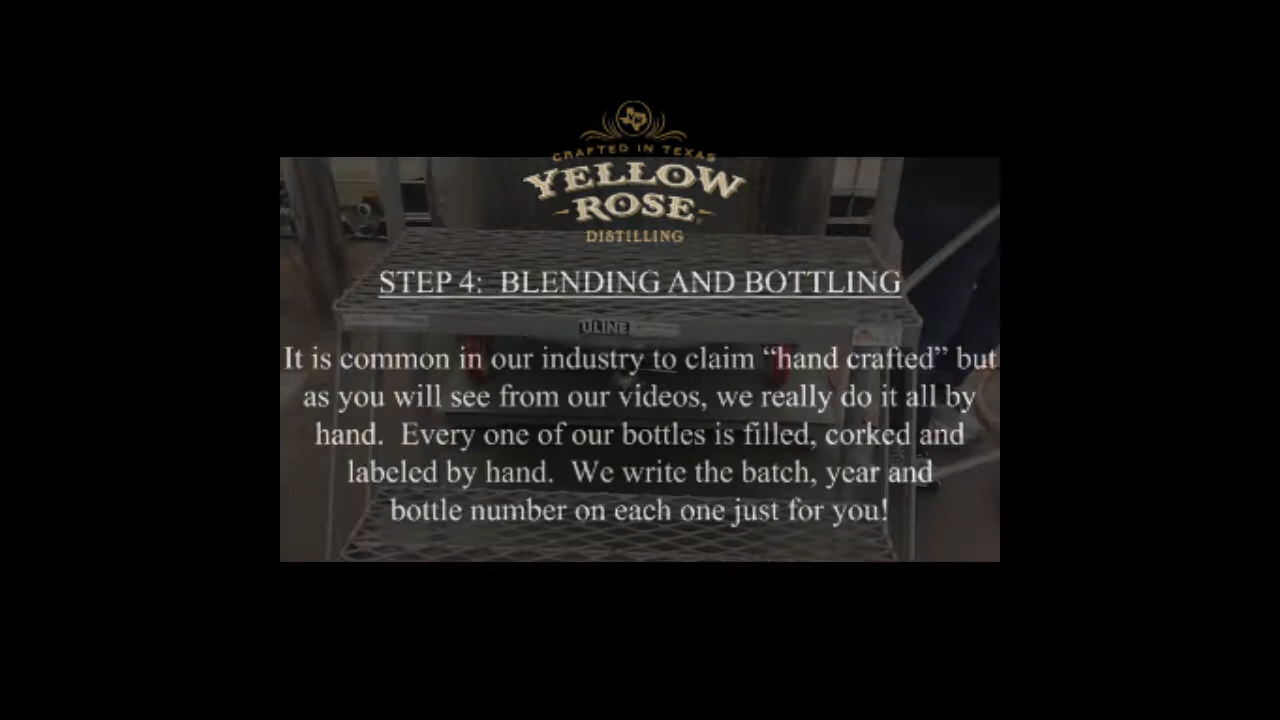 CRAFTED IN TEXAS
YELLOW
ROSE
DISTILLING
STEP 4: BLENDING AND BOTTLING
ULINE
It is common in our industry to claim “hand crafted” but
as you will see from our videos, we really do it all by
hand. Every one of our bottles is filled, corked and
labeled by hand. We write the batch, year and
bottle number on each one just for you!